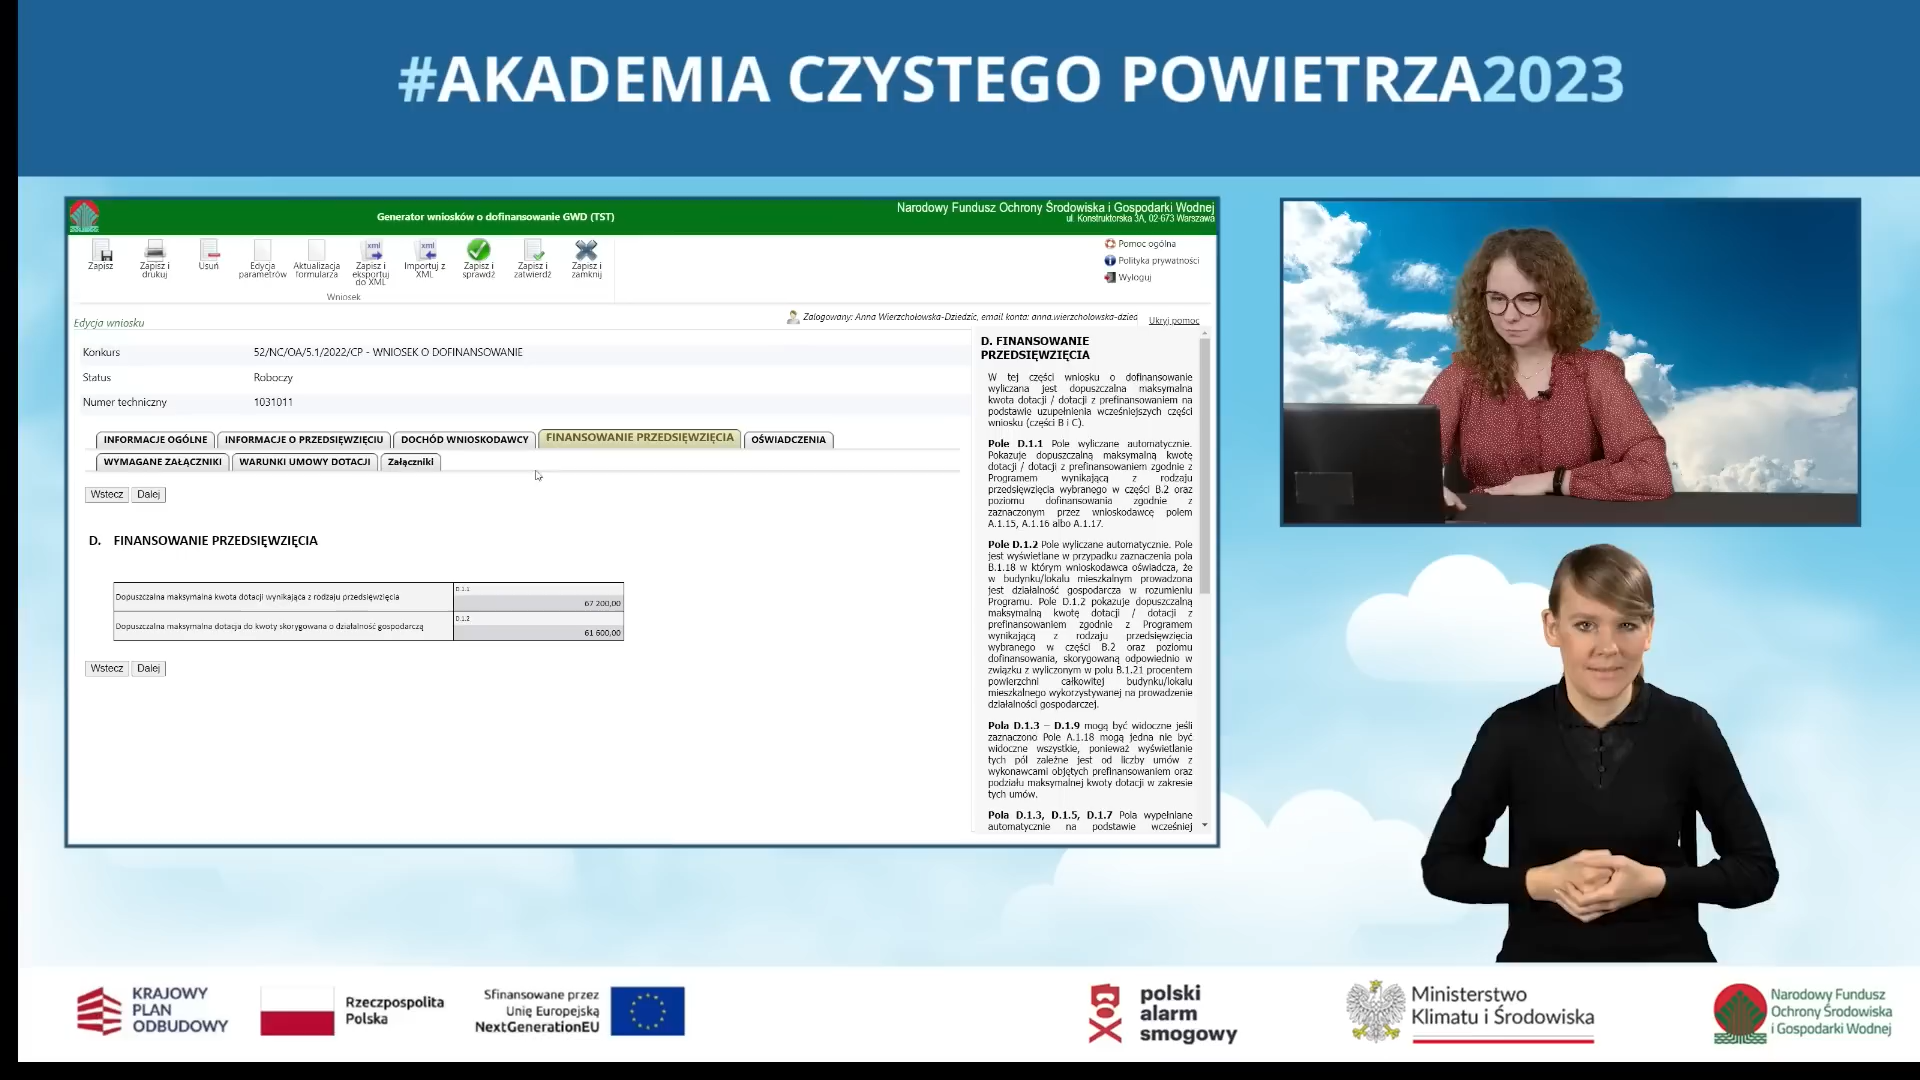 #AKADEMIA CZYSTEGO POWIETRZA2023
Generator wniosków o dofinansowanie GWD (TST)
Narodowy Fundusz Ochrony Środowiska i Gospodarki Wodnej
ul. Konstruktorska 3A, 02-673 Warszawa
Zapisz
Zapisz i drukuj
Usuń
Edycja parametrów
Aktualizacja formularza
xml
Zapisz i eksportuj do XML
xml
Importuj z XML
Zapisz i sprawdź
Zapisz i zatwierdź
Zapisz i zamknij
Wniosek
Pomoc ogólna
Polityka prywatności
Wyloguj
Edycja wniosku
Zalogowany: Anna Wierzchołowska-Dziedzic, email konta: anna.wierzcholowska-dzied
Ukryj pomoc
Konkurs 52/NC/OA/5.1/2022/CP - WNIOSEK O DOFINANSOWANIE
Status Roboczy
Numer techniczny 1031011
INFORMACJE OGÓLNE
INFORMACJE O PRZEDSIĘWZIĘCIU
DOCHÓD WNIOSKODAWCY
FINANSOWANIE PRZEDSIĘWZIĘCIA
OŚWIADCZENIA
WYMAGANE ZAŁĄCZNIKI
WARUNKI UMOWY DOTACJI
Załączniki
Wstecz Dalej
D. FINANSOWANIE PRZEDSIĘWZIĘCIA
Dopuszczalna maksymalna kwota dotacji wynikająca z rodzaju przedsięwzięcia
D.1.1
67 200,00
Dopuszczalna maksymalna dotacja do kwoty skorygowana o działalność gospodarczą
D.1.2
61 600,00
Wstecz Dalej
D. FINANSOWANIE
PRZEDSIĘWZIĘCIA
W tej części wniosku o dofinansowanie
wyliczana jest dopuszczalna maksymalna
kwota dotacji / dotacji z prefinansowaniem na
podstawie uzupełnienia wcześniejszych części
wniosku (części B i C).
Pole D.1.1 Pole wyliczane automatycznie.
Pokazuje dopuszczalną maksymalną kwotę
dotacji / dotacji z prefinansowaniem zgodnie z
Programem wynikającą z rodzaju
przedsięwzięcia wybranego w części B.2 oraz
poziomu dofinansowania zgodnie z
zaznaczonym przez wnioskodawcę polem
A.1.15, A.1.16 albo A.1.17.
Pole D.1.2 Pole wyliczane automatycznie. Pole
jest wyświetlane w przypadku zaznaczenia pola
B.1.18 w którym wnioskodawca oświadcza, że
w budynku/lokalu mieszkalnym prowadzona
jest działalność gospodarcza w rozumieniu
Programu. Pole D.1.2 pokazuje dopuszczalną
maksymalną kwotę dotacji / dotacji z
prefinansowaniem zgodnie z Programem
wynikającą z rodzaju przedsięwzięcia
wybranego w części B.2 oraz poziomu
dofinansowania, skorygowaną odpowiednio w
związku z wyliczonym w polu B.1.21 procentem
powierzchni całkowitej budynku/lokalu
mieszkalnego wykorzystywanej na prowadzenie
działalności gospodarczej.
Pola D.1.3 – D.1.9 mogą być widoczne jeśli
zaznaczono Pole A.1.18 mogą jedna nie być
widoczne wszystkie, ponieważ wyświetlanie
tych pól zależne jest od liczby umów z
wykonawcami objętych prefinansowaniem oraz
podziału maksymalnej kwoty dotacji w zakresie
tych umów.
Pola D.1.3, D.1.5, D.1.7 Pola wypełniane
automatycznie na podstawie wcześniej
KRAJOWY
PLAN
ODBUDOWY
Rzeczpospolita
Polska
Sfinansowane przez
Unię Europejską
NextGenerationEU
polski
alarm
smogowy
Ministerstwo
Klimatu i Środowiska
Narodowy Fundusz
Ochrony Środowiska
i Gospodarki Wodnej